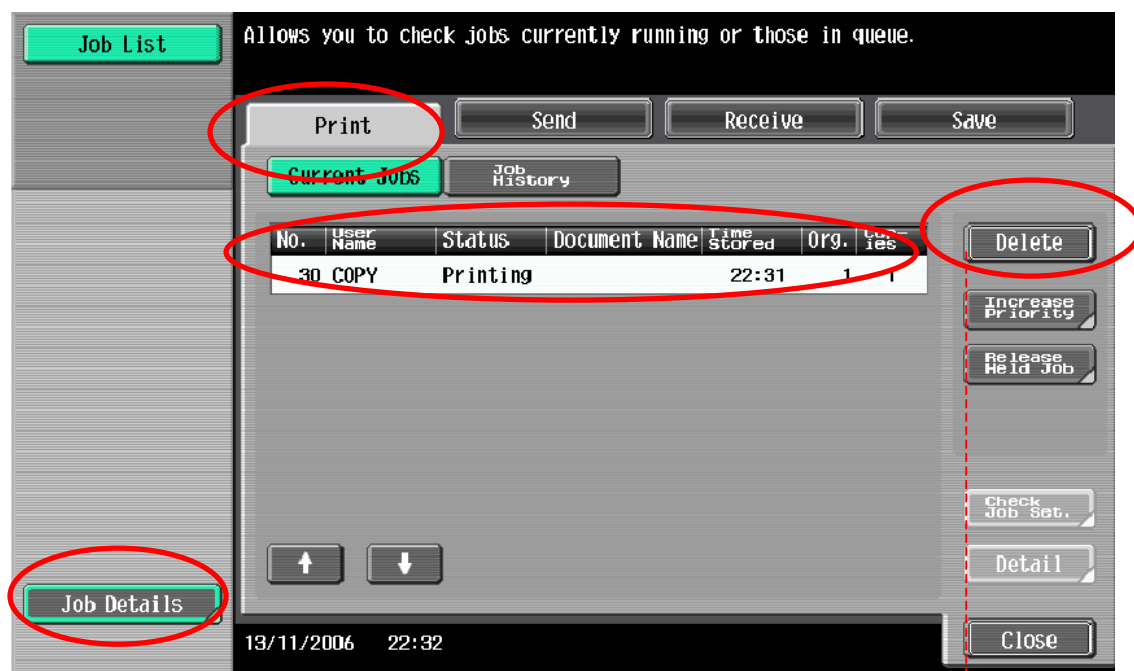 Job List
Allows you to check jobs currently running or those in queue.
Print Send Receive Save
Current Jobs Job History
No. User Name Status Document Name Time Stored Org. Cop-ies
30 COPY Printing 22:31 1 1
Delete
Increase Priority
Release Held Job
Check Job Set.
Detail
Job Details
13/11/2006 22:32
Close